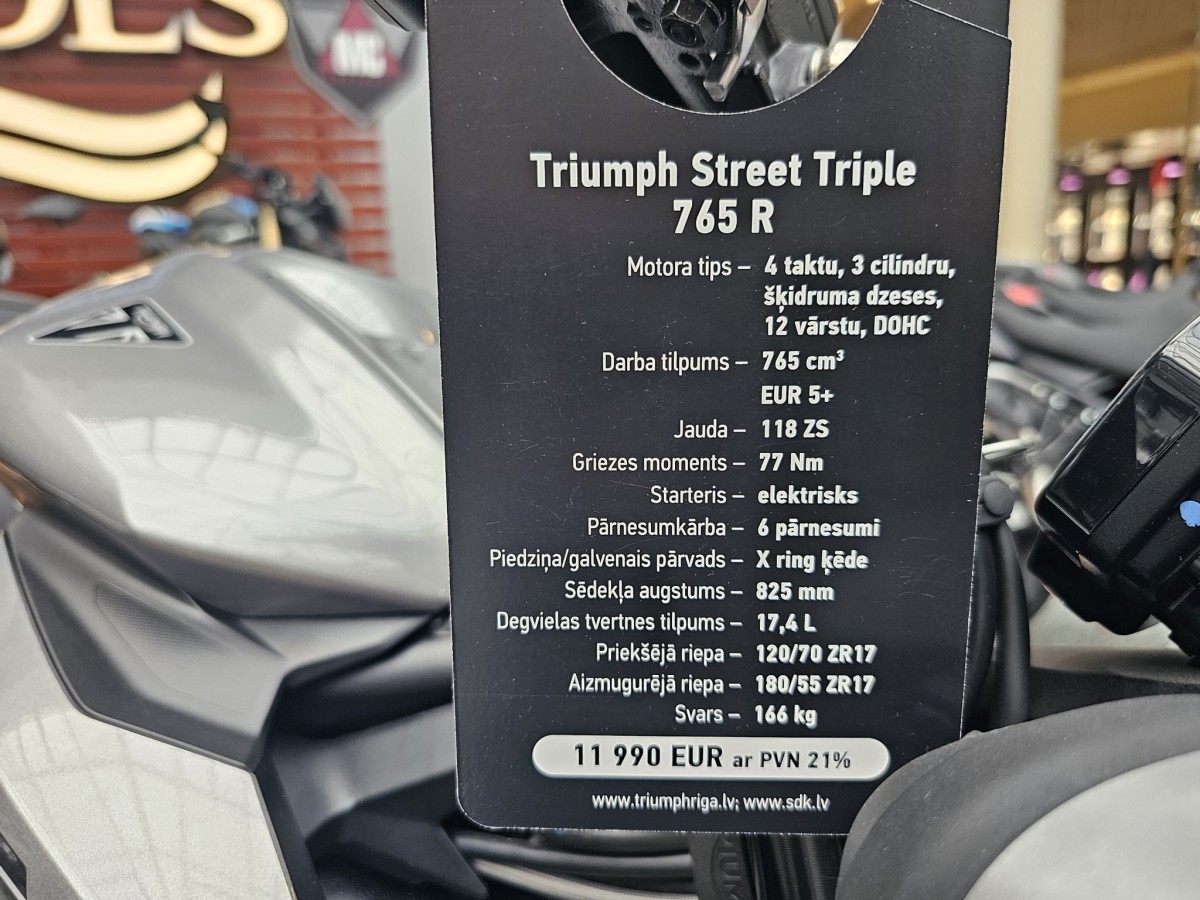 MC
Triumph Street Triple
765 R
Motora tips – 4 taktu, 3 cilindru,
šķidruma dzeses,
12 vārstu, DOHC
Darba tilpums – 765 cm³
EUR 5+
Jauda – 118 ZS
Griezes moments – 77 Nm
Starteris – elektrisks
Pārnesumkārba – 6 pārnesumi
Piedziņa/galvenais pārvads – X ring ķēde
Sēdekļa augstums – 825 mm
Degvielas tvertnes tilpums – 17,4 L
Priekšējā riepa – 120/70 ZR17
Aizmugurējā riepa – 180/55 ZR17
Svars – 166 kg
11 990 EUR ar PVN 21%
www.triumphriga.lv; www.sdk.lv